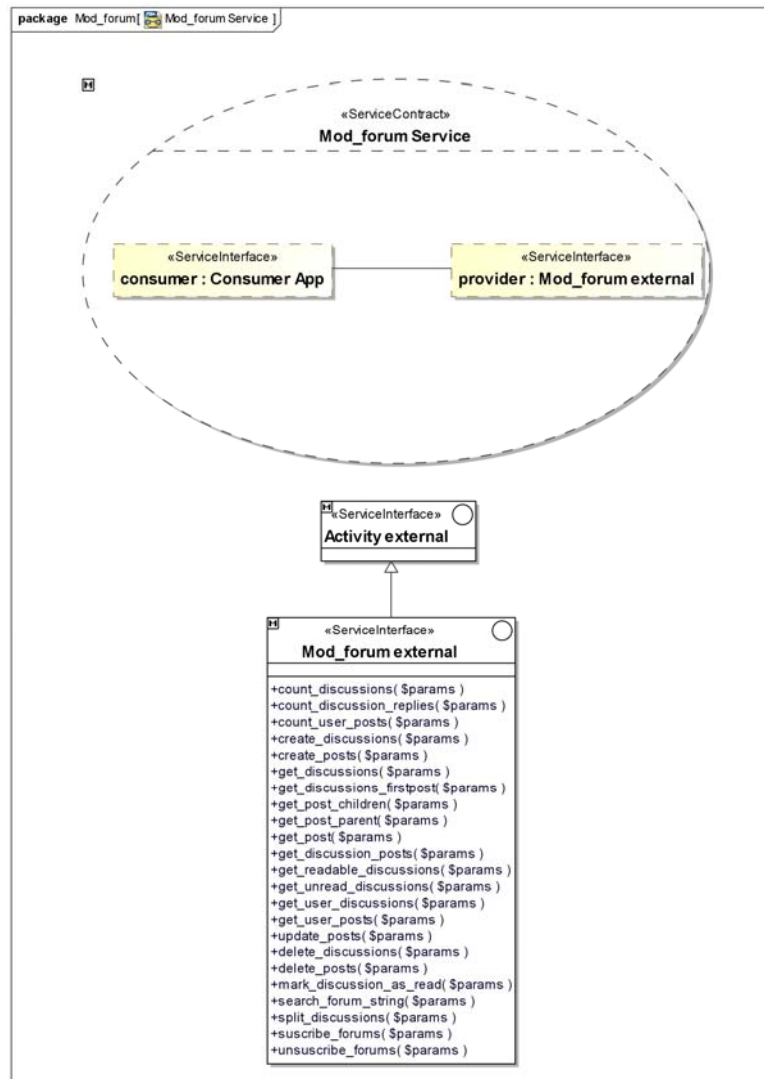 package Mod_forum[ Mod_forum Service ]
«ServiceContract»
Mod_forum Service
«ServiceInterface»
consumer : Consumer App
«ServiceInterface»
provider : Mod_forum external
«ServiceInterface»
Activity external
«ServiceInterface»
Mod_forum external
+count_discussions( $params )
+count_discussion_replies( $params )
+count_user_posts( $params )
+create_discussions( $params )
+create_posts( $params )
+get_discussions( $params )
+get_discussions_firstpost( $params )
+get_post_children( $params )
+get_post_parent( $params )
+get_post( $params )
+get_discussion_posts( $params )
+get_readable_discussions( $params )
+get_unread_discussions( $params )
+get_user_discussions( $params )
+get_user_posts( $params )
+update_posts( $params )
+delete_discussions( $params )
+delete_posts( $params )
+mark_discussion_as_read( $params )
+search_forum_string( $params )
+split_discussions( $params )
+suscribe_forums( $params )
+unsuscribe_forums( $params )